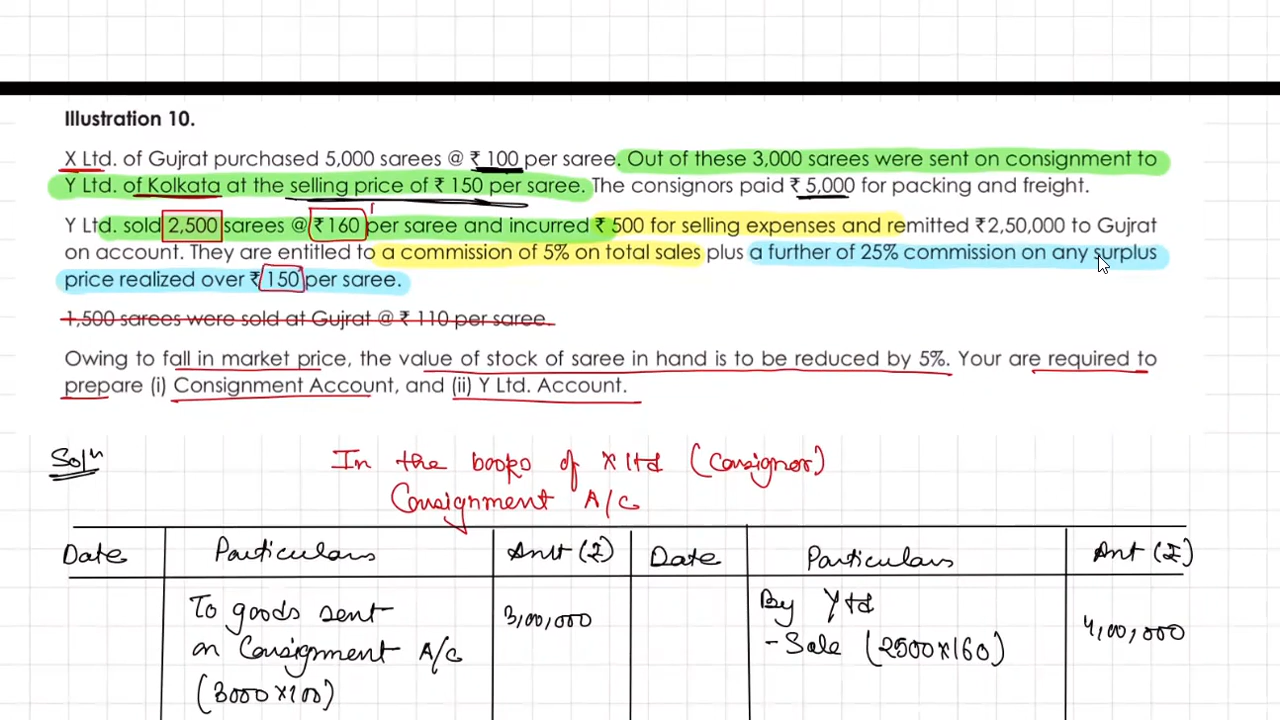 Illustration 10.
X Ltd. of Gujrat purchased 5,000 sarees @ ₹ 100 per saree. Out of these 3,000 sarees were sent on consignment to
Y Ltd. of Kolkata at the selling price of ₹ 150 per saree. The consignors paid ₹ 5,000 for packing and freight.
Y Ltd. sold 2,500 sarees @ ₹160 per saree and incurred ₹ 500 for selling expenses and remitted ₹2,50,000 to Gujrat
on account. They are entitled to a commission of 5% on total sales plus a further of 25% commission on any surplus
price realized over ₹ 150 per saree.
1,500 sarees were sold at Gujrat @ ₹ 110 per saree.
Owing to fall in market price, the value of stock of saree in hand is to be reduced by 5%. Your are required to
prepare (i) Consignment Account, and (ii) Y Ltd. Account.
Solⁿ
In the books of X ltd (Consignor)
Consignment A/C
Date Particulars Amt (₹) Date Particulars Amt (₹)
To goods sent 3,00,000 By Y ltd
on Consignment A/C - Sale (2500×160) 4,00,000
(3000×100)